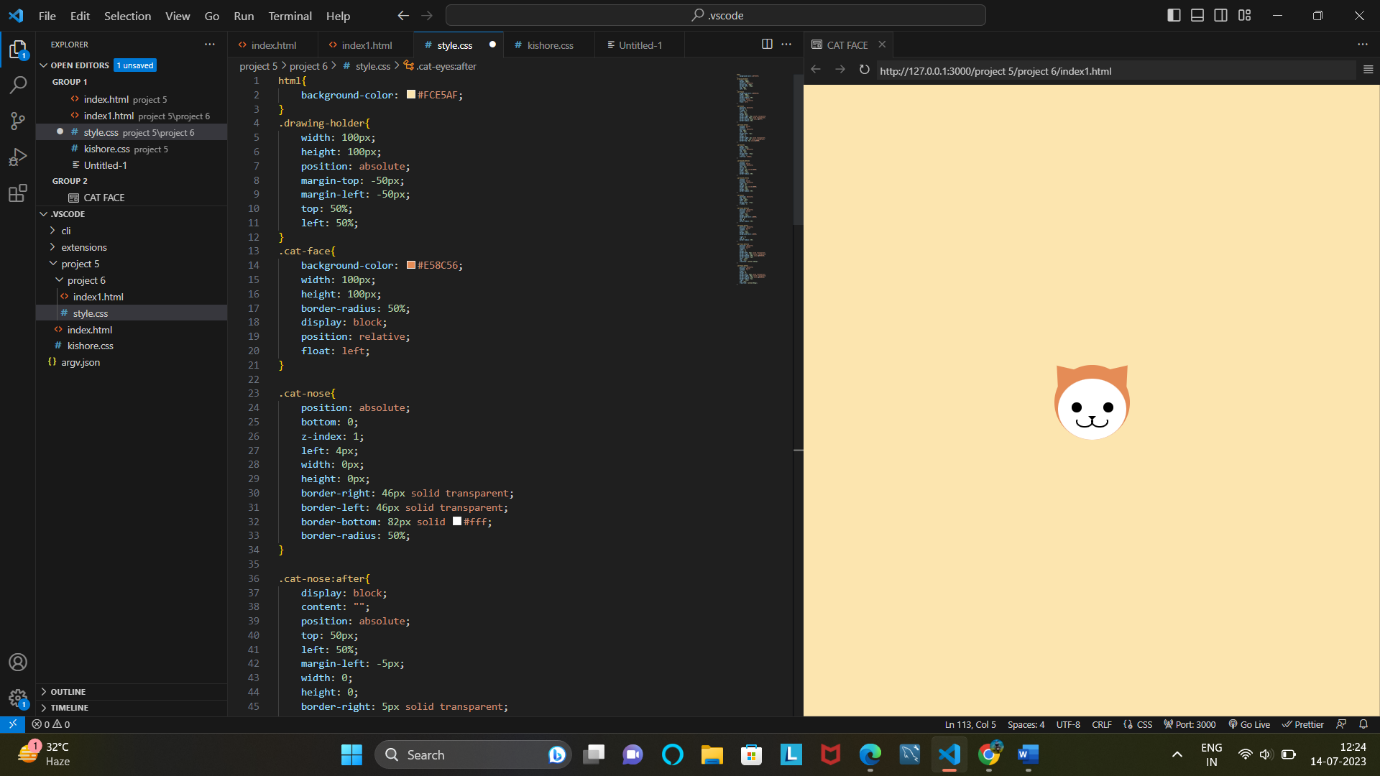 File Edit Selection View Go Run Terminal Help .vscode
EXPLORER
OPEN EDITORS 1 unsaved
GROUP 1
index.html project 5
index1.html project 5\project 6
style.css project 5\project 6
kishore.css project 5
Untitled-1
GROUP 2
CAT FACE
.VSCODE
cli
extensions
project 5
project 6
index1.html
style.css
index.html
kishore.css
argv.json
OUTLINE
TIMELINE
index.html index1.html style.css kishore.css Untitled-1
project 5 > project 6 > # style.css > .cat-eyes:after
1 html{
2 background-color: #FCE5AF;
3 }
4 .drawing-holder{
5 width: 100px;
6 height: 100px;
7 position: absolute;
8 margin-top: -50px;
9 margin-left: -50px;
10 top: 50%;
11 left: 50%;
12 }
13 .cat-face{
14 background-color: #E58C56;
15 width: 100px;
16 height: 100px;
17 border-radius: 50%;
18 display: block;
19 position: relative;
20 float: left;
21 }
22
23 .cat-nose{
24 position: absolute;
25 bottom: 0;
26 z-index: 1;
27 left: 4px;
28 width: 0px;
29 height: 0px;
30 border-right: 46px solid transparent;
31 border-left: 46px solid transparent;
32 border-bottom: 82px solid #fff;
33 border-radius: 50%;
34 }
35
36 .cat-nose:after{
37 display: block;
38 content: "";
39 position: absolute;
40 top: 50px;
41 left: 50%;
42 margin-left: -5px;
43 width: 0;
44 height: 0;
45 border-right: 5px solid transparent;
CAT FACE
http://127.0.0.1:3000/project 5/project 6/index1.html
0 0 Ln 113, Col 5 Spaces: 4 UTF-8 CRLF CSS Port: 3000 Go Live Prettier
1 32°C
Haze
Search
ENG
IN
12:24
14-07-2023